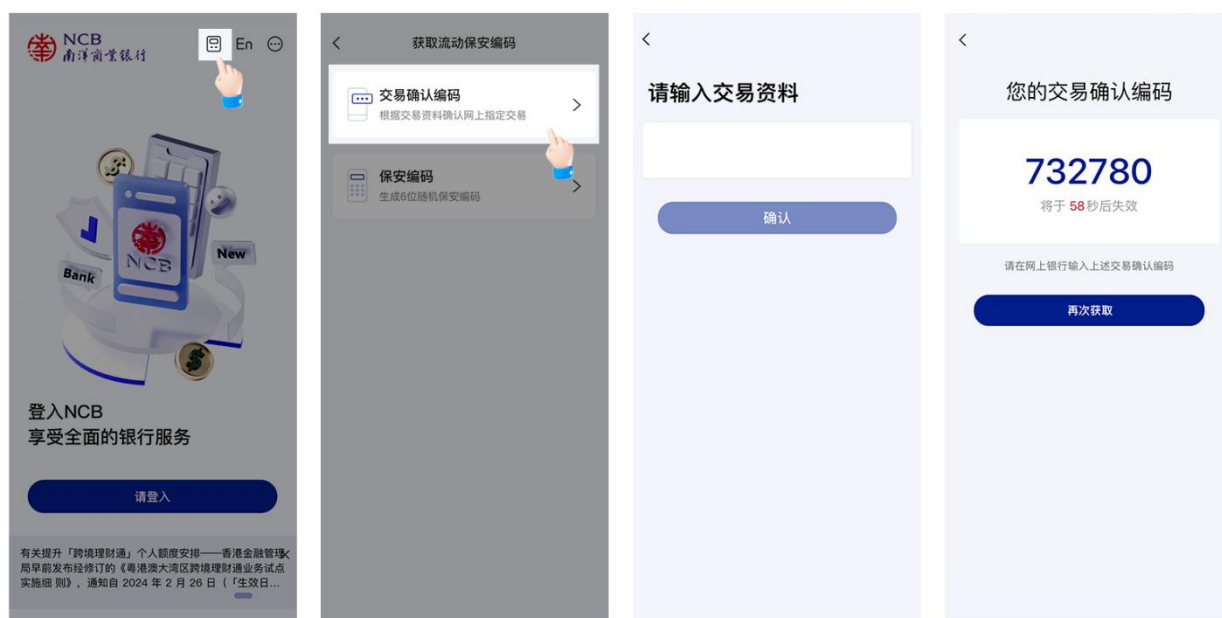 NCB
南洋商業银行
En
Bank
NCB
New
登入NCB
享受全面的银行服务
请登入
有关提升「跨境理财通」个人额度安排——香港金融管理
局早前发布经修订的《粤港澳大湾区跨境理财通业务试点
实施细 则》，通知自 2024 年 2 月 26 日（「生效日...
获取流动保安编码
交易确认编码
根据交易资料确认网上指定交易
保安编码
生成6位随机保安编码
请输入交易资料
确认
您的交易确认编码
732780
将于 58秒后失效
请在网上银行输入上述交易确认编码
再次获取